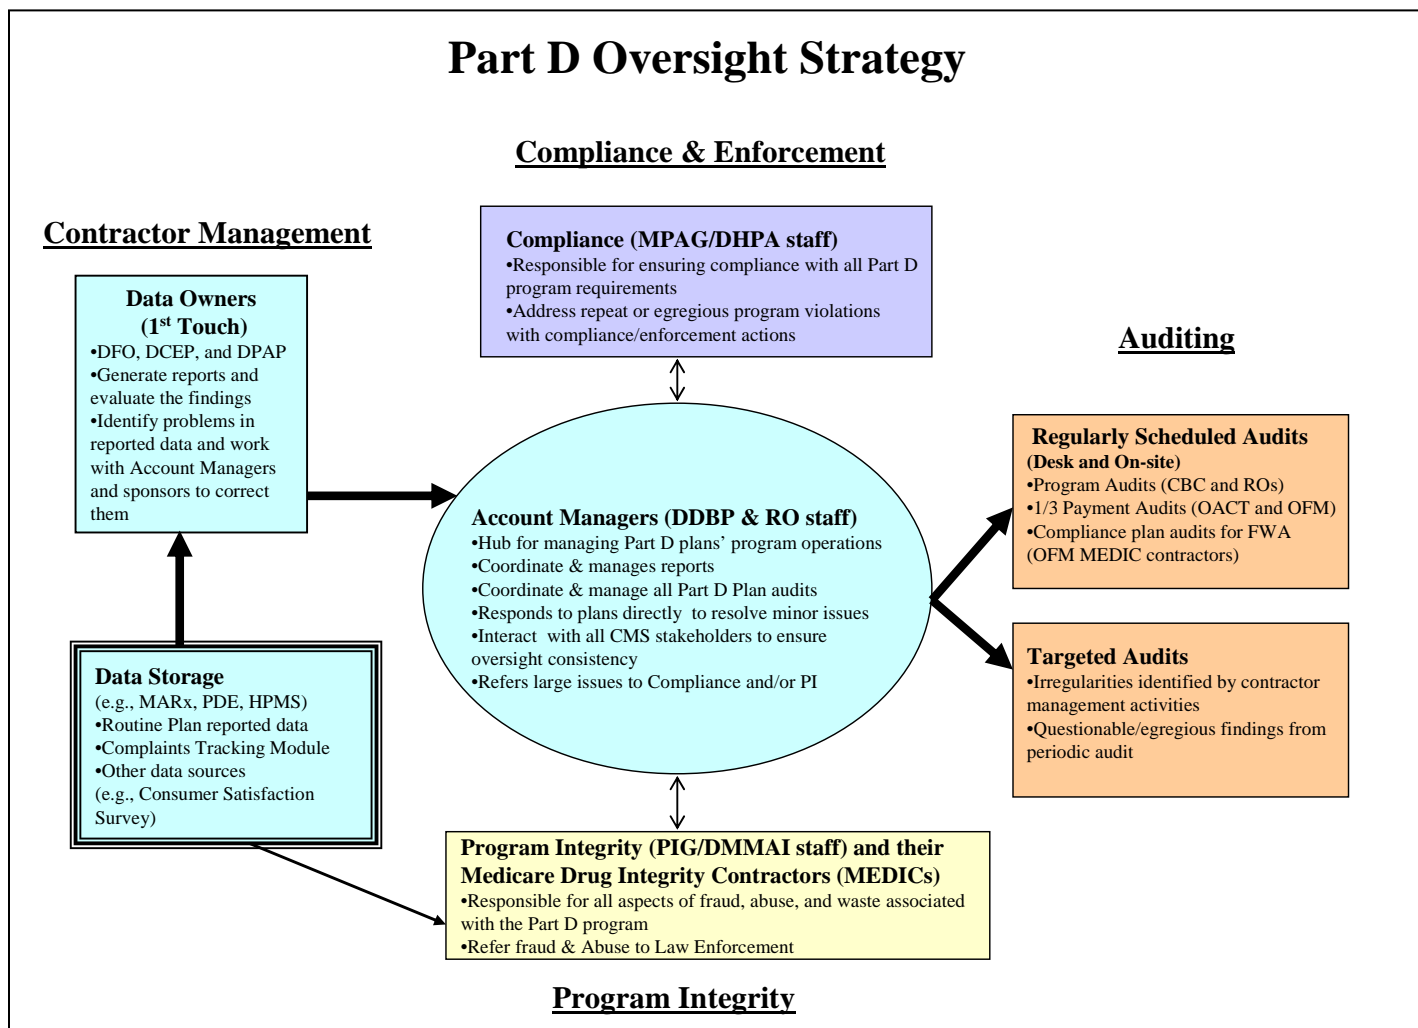 Part D Oversight Strategy
Compliance & Enforcement
Contractor Management
Compliance (MPAG/DHPA staff)
•Responsible for ensuring compliance with all Part D
program requirements
•Address repeat or egregious program violations
with compliance/enforcement actions
Data Owners
(1st Touch)
•DFO, DCEP, and DPAP
•Generate reports and
evaluate the findings
•Identify problems in
reported data and work
with Account Managers
and sponsors to correct
them
Auditing
Regularly Scheduled Audits
(Desk and On-site)
•Program Audits (CBC and ROs)
•1/3 Payment Audits (OACT and OFM)
•Compliance plan audits for FWA
(OFM MEDIC contractors)
Account Managers (DDBP & RO staff)
•Hub for managing Part D plans’ program operations
•Coordinate & manages reports
•Coordinate & manage all Part D Plan audits
•Responds to plans directly  to resolve minor issues
•Interact  with all CMS stakeholders to ensure
oversight consistency
•Refers large issues to Compliance and/or PI
Targeted Audits
•Irregularities identified by contractor
management activities
•Questionable/egregious findings from
periodic audit
Data Storage
(e.g., MARx, PDE, HPMS)
•Routine Plan reported data
•Complaints Tracking Module
•Other data sources
(e.g., Consumer Satisfaction
Survey)
Program Integrity (PIG/DMMAI staff) and their
Medicare Drug Integrity Contractors (MEDICs)
•Responsible for all aspects of fraud, abuse, and waste associated
with the Part D program
•Refer fraud & Abuse to Law Enforcement
Program Integrity